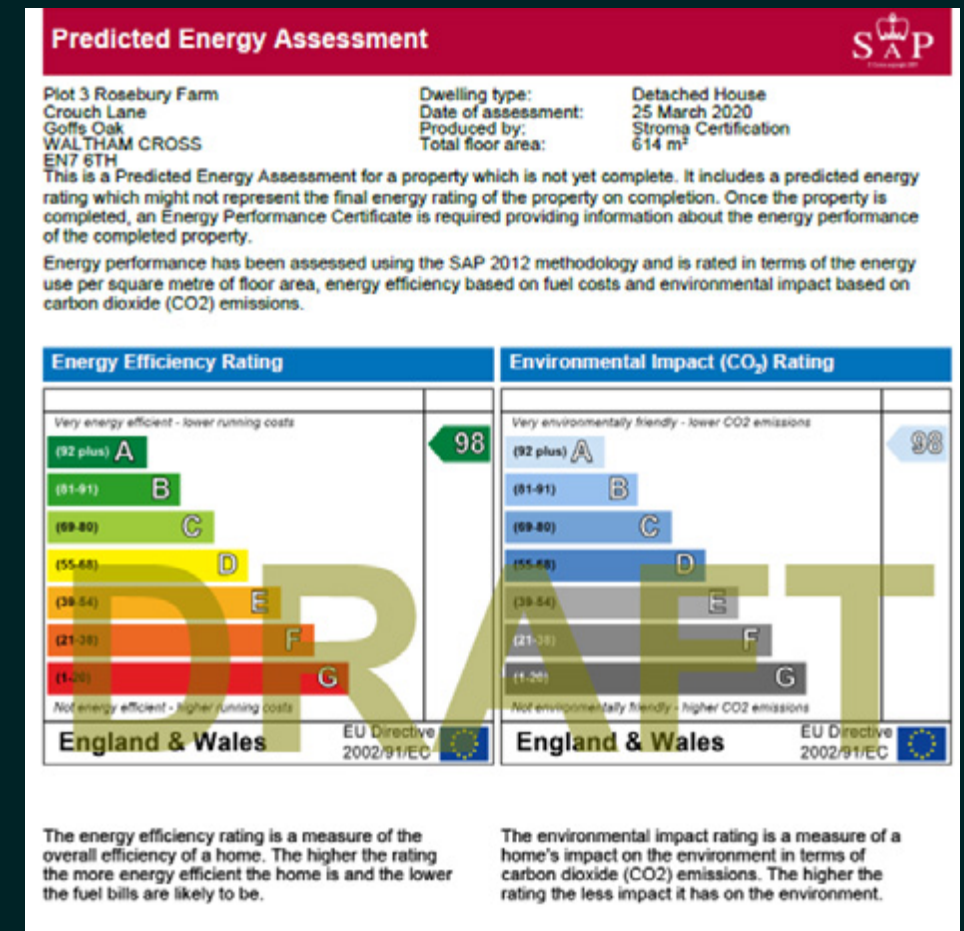 Predicted Energy Assessment
SAP
Plot 3 Rosebury Farm
Crouch Lane
Goffs Oak
WALTHAM CROSS
EN7 6TH
Dwelling type: Detached House
Date of assessment: 25 March 2020
Produced by: Stroma Certification
Total floor area: 614 m²
This is a Predicted Energy Assessment for a property which is not yet complete. It includes a predicted energy
rating which might not represent the final energy rating of the property on completion. Once the property is
completed, an Energy Performance Certificate is required providing information about the energy performance
of the completed property.
Energy performance has been assessed using the SAP 2012 methodology and is rated in terms of the energy
use per square metre of floor area, energy efficiency based on fuel costs and environmental impact based on
carbon dioxide (CO2) emissions.
Energy Efficiency Rating
Very energy efficient - lower running costs
(92 plus) A
98
(81-91) B
(69-80) C
(55-68) D
(39-54) E
(21-38) F
(1-20) G
Not energy efficient - higher running costs
England & Wales
EU Directive
2002/91/EC
Environmental Impact (CO₂) Rating
Very environmentally friendly - lower CO2 emissions
(92 plus) A
98
(81-91) B
(69-80) C
(55-68) D
(39-54) E
(21-38) F
(1-20) G
Not environmentally friendly - higher CO2 emissions
England & Wales
EU Directive
2002/91/EC
DRAFT
The energy efficiency rating is a measure of the
overall efficiency of a home. The higher the rating
the more energy efficient the home is and the lower
the fuel bills are likely to be.
The environmental impact rating is a measure of a
home's impact on the environment in terms of
carbon dioxide (CO2) emissions. The higher the
rating the less impact it has on the environment.